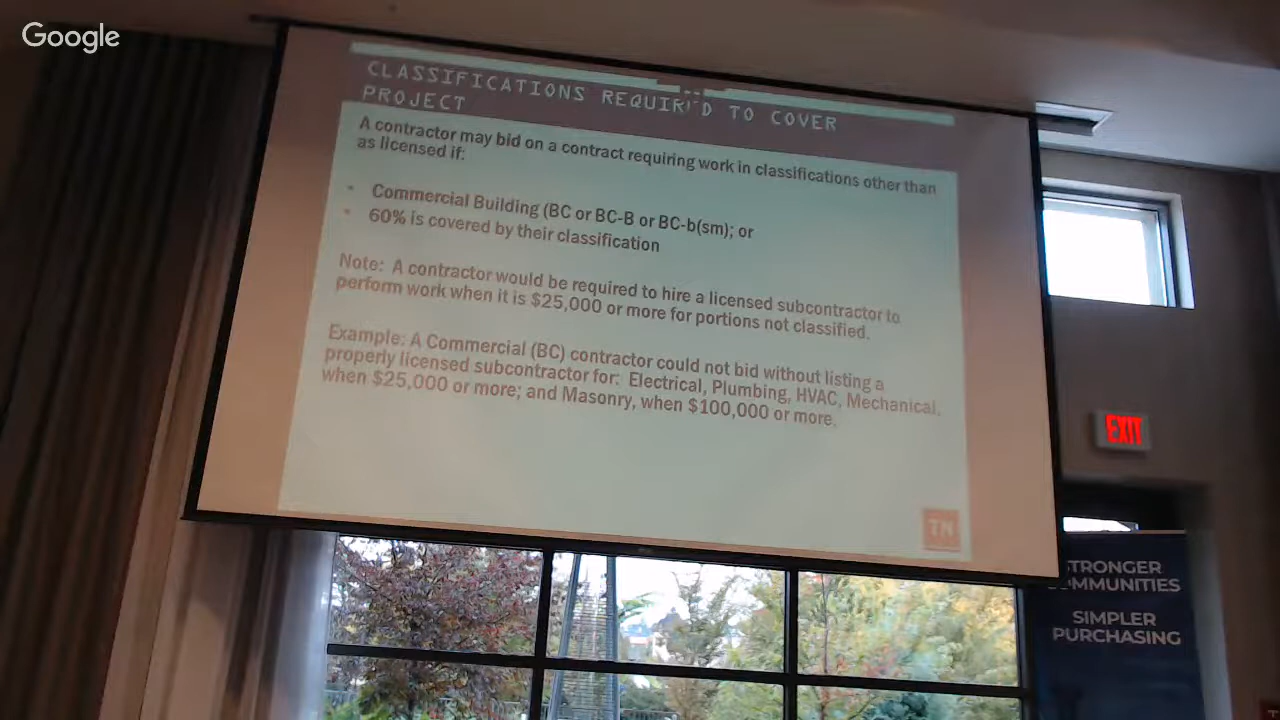 Google
CLASSIFICATIONS REQUIRED TO COVER
PROJECT
A contractor may bid on a contract requiring work in classifications other than
as licensed if:
• Commercial Building (BC or BC-B or BC-b(sm); or
• 60% is covered by their classification
Note: A contractor would be required to hire a licensed subcontractor to
perform work when it is $25,000 or more for portions not classified.
Example: A Commercial (BC) contractor could not bid without listing a
properly licensed subcontractor for: Electrical, Plumbing, HVAC, Mechanical,
when $25,000 or more; and Masonry, when $100,000 or more.
TN
EXIT
TRONGER
MMUNITIES
SIMPLER
PURCHASING